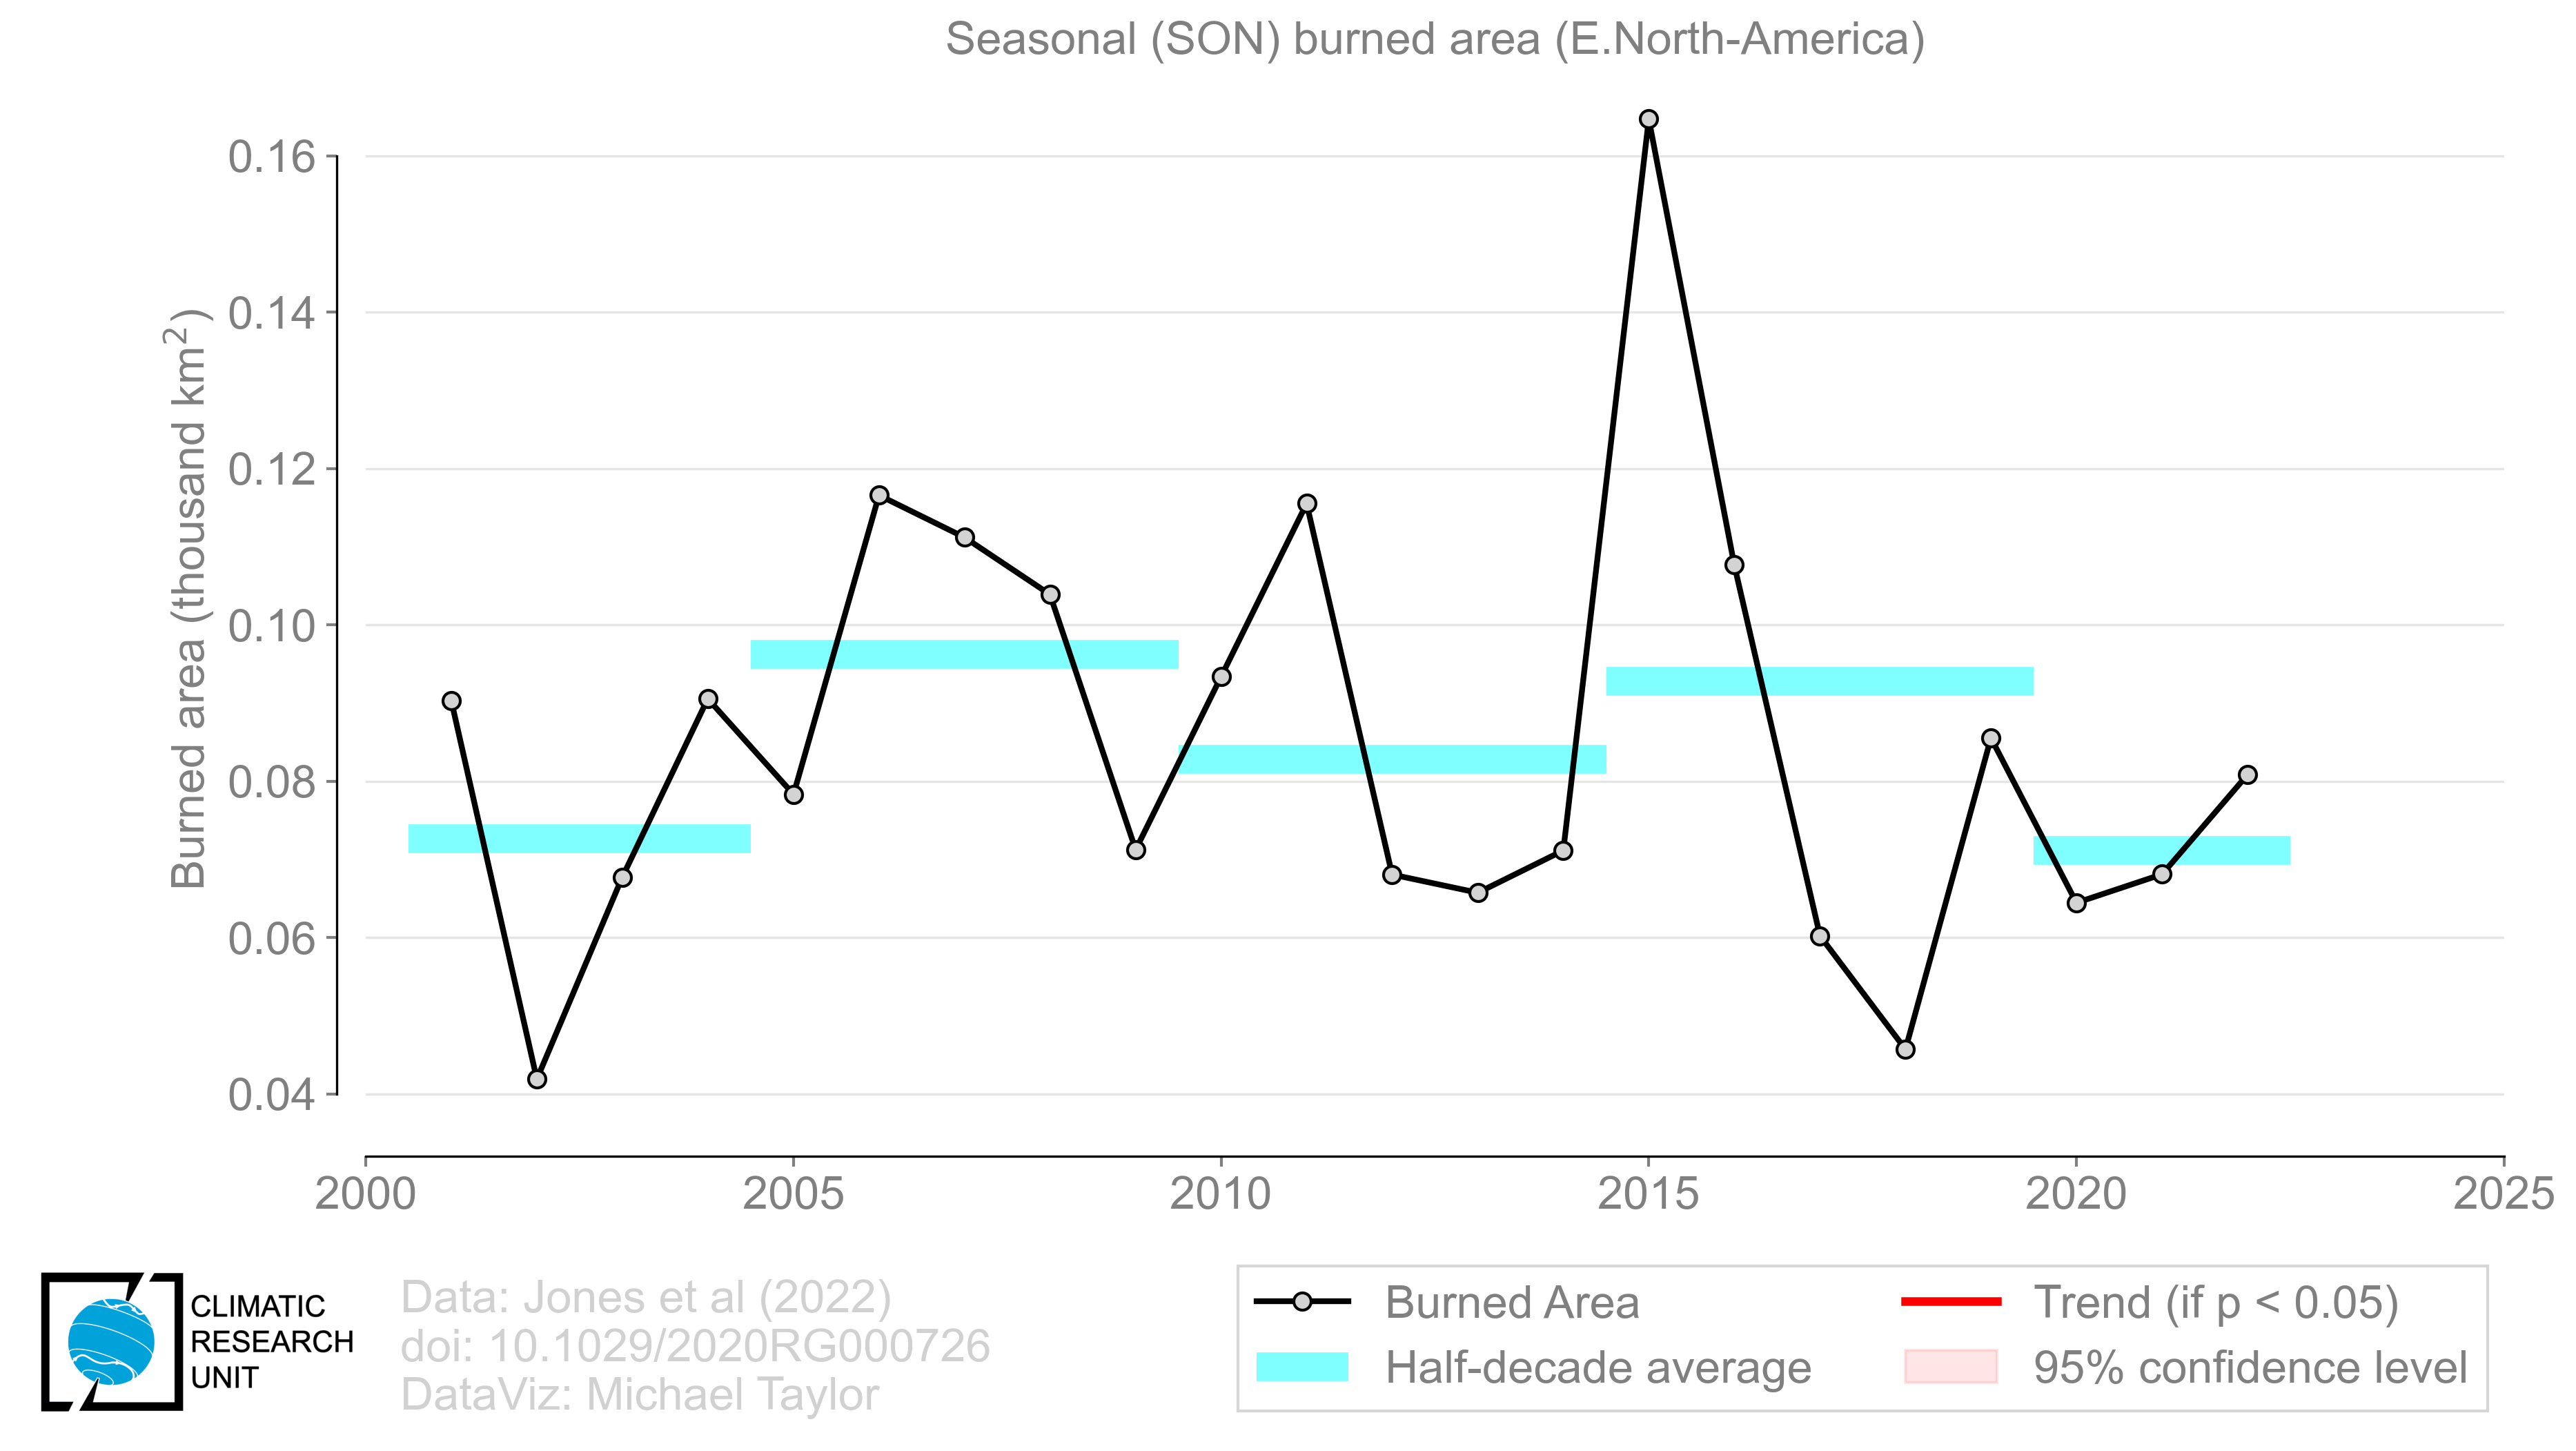 Seasonal (SON) burned area (E.North-America)
Burned area (thousand km²)
0.16
0.14
0.12
0.10
0.08
0.06
0.04
2000 2005 2010 2015 2020 2025
CLIMATIC
RESEARCH
UNIT
Data: Jones et al (2022)
doi: 10.1029/2020RG000726
DataViz: Michael Taylor
Burned Area
Half-decade average
Trend (if p < 0.05)
95% confidence level